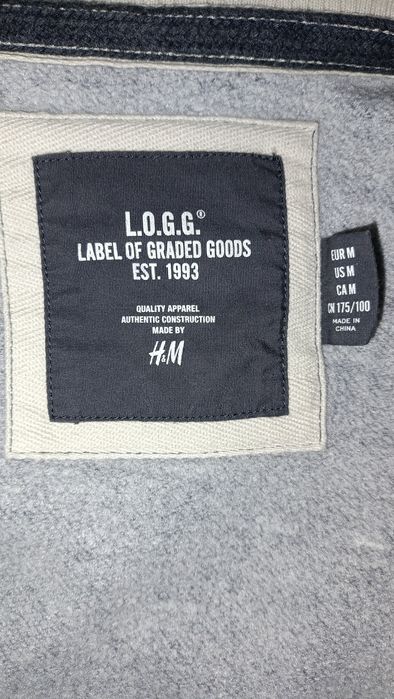 L.O.G.G.®
LABEL OF GRADED GOODS
EST. 1993
QUALITY APPAREL
AUTHENTIC CONSTRUCTION
MADE BY
H&M
EUR M
US M
CA M
CN 175/100
MADE IN
CHINA